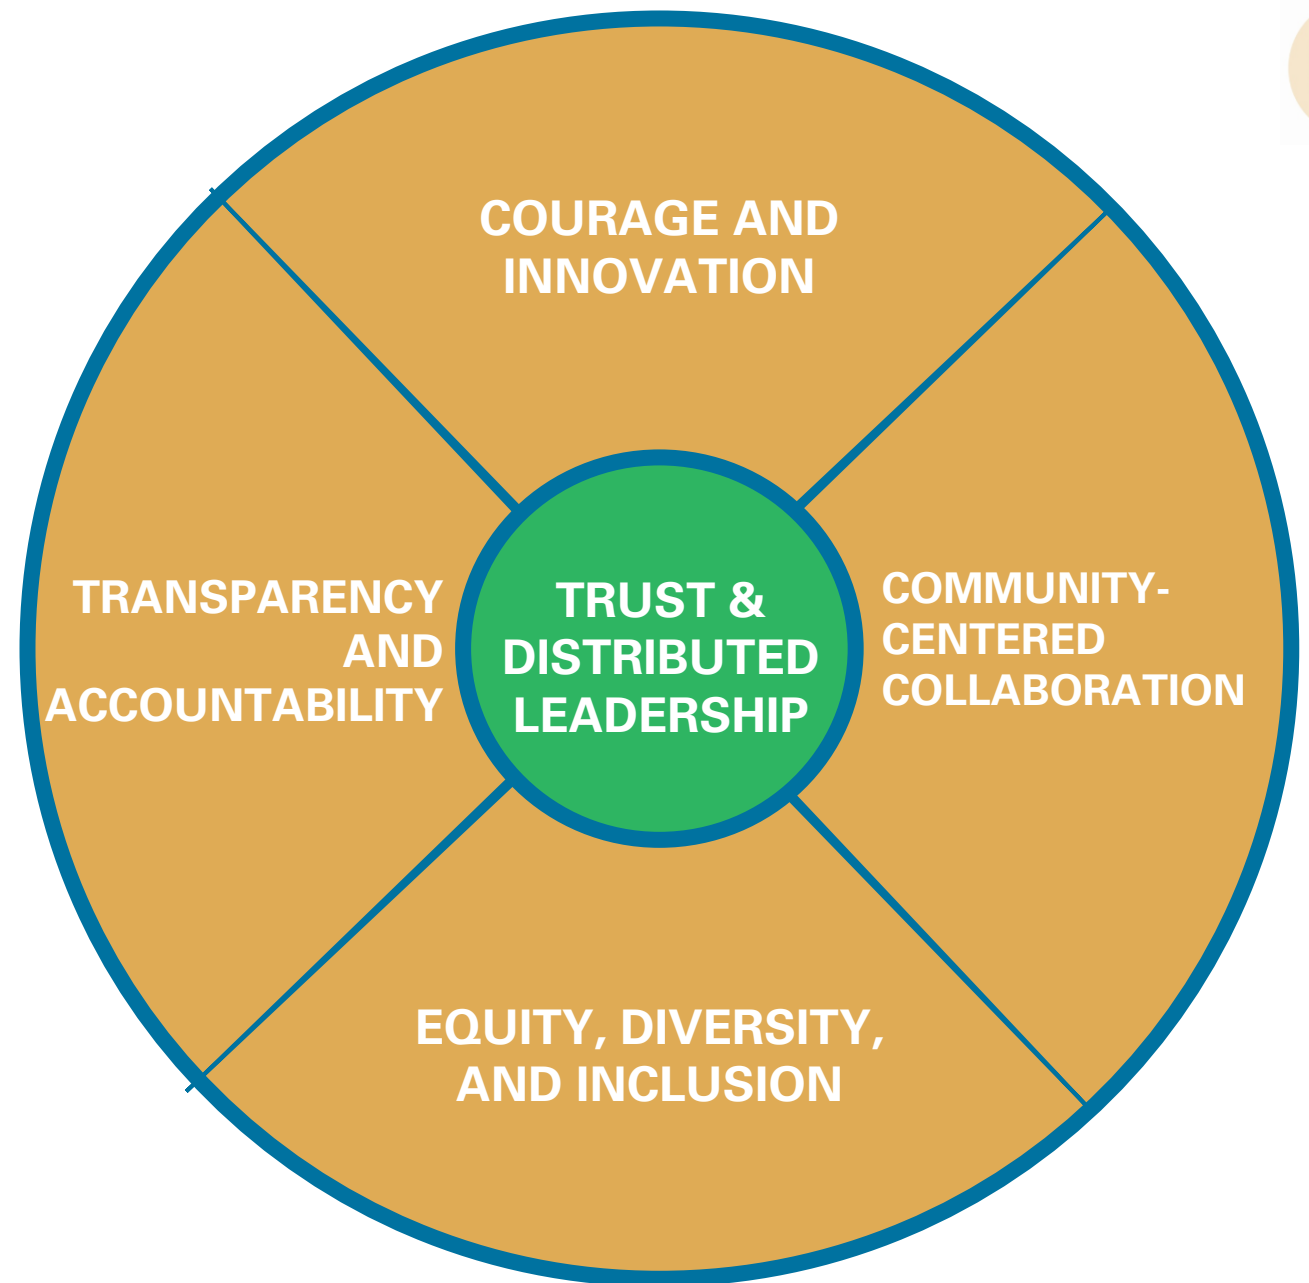 COURAGE AND
INNOVATION
TRANSPARENCY
AND
ACCOUNTABILITY
TRUST &
DISTRIBUTED
LEADERSHIP
COMMUNITY-
CENTERED
COLLABORATION
EQUITY, DIVERSITY,
AND INCLUSION